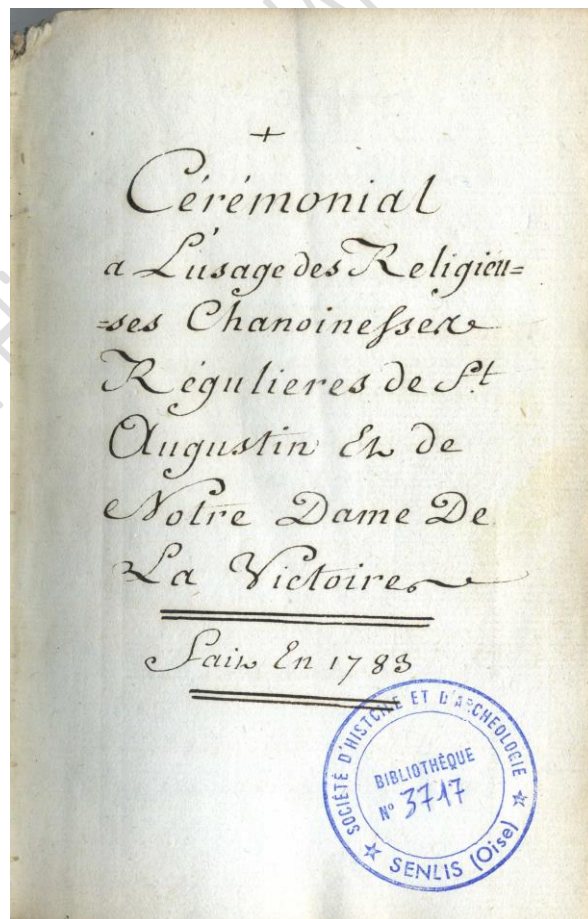 +
Cérémonial
a L'usage des Religieu=
=ses Chanoinesses
Régulieres de St
Augustin Et de
Notre Dame De
La Victoire
Fait En 1783
SOCIÉTÉ D'HISTOIRE ET D'ARCHEOLOGIE
BIBLIOTHÈQUE
N° 3717
SENLIS (Oise)